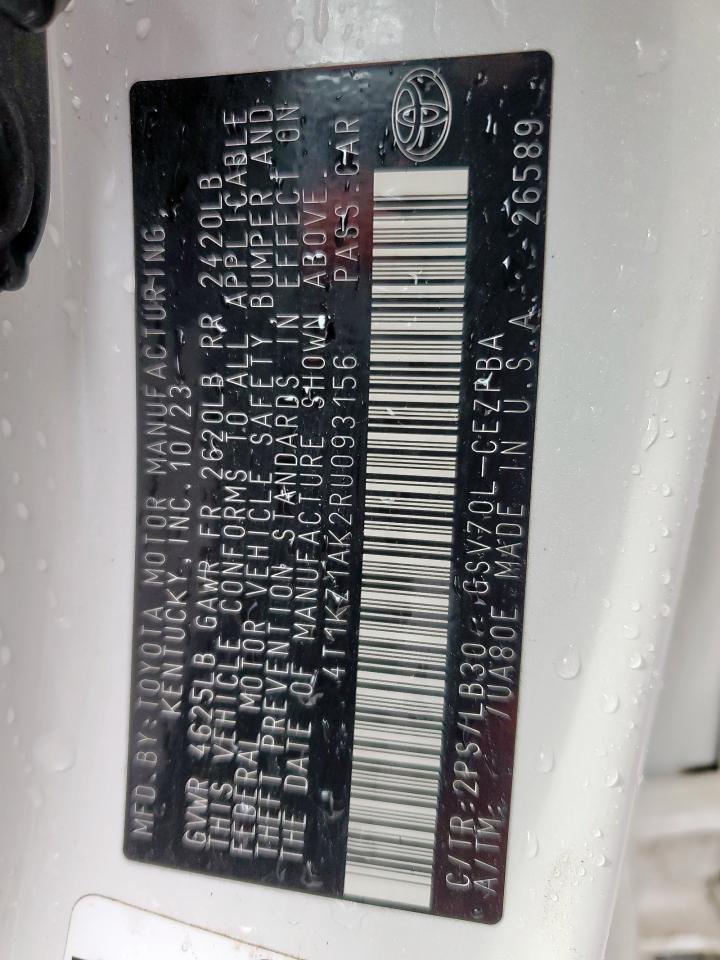 MFD.BY:TOYOTA MOTOR MANUFACTURING,
KENTUCKY, INC. 10/23
GVWR 4625LB GAWR FR 2620LB RR 2420LB
THIS VEHICLE CONFORMS TO ALL APPLICABLE
FEDERAL MOTOR VEHICLE SAFETY BUMPER AND
THEFT PREVENTION STANDARDS IN EFFECT ON
THE DATE OF MANUFACTURE SHOWN ABOVE.
4T1KZ1AK2RU093156 PASS.CAR
C/TR:2PS/LB30 GSV70L-CEZRBA
A/TM: /UA80E MADE IN U.S.A. 26589